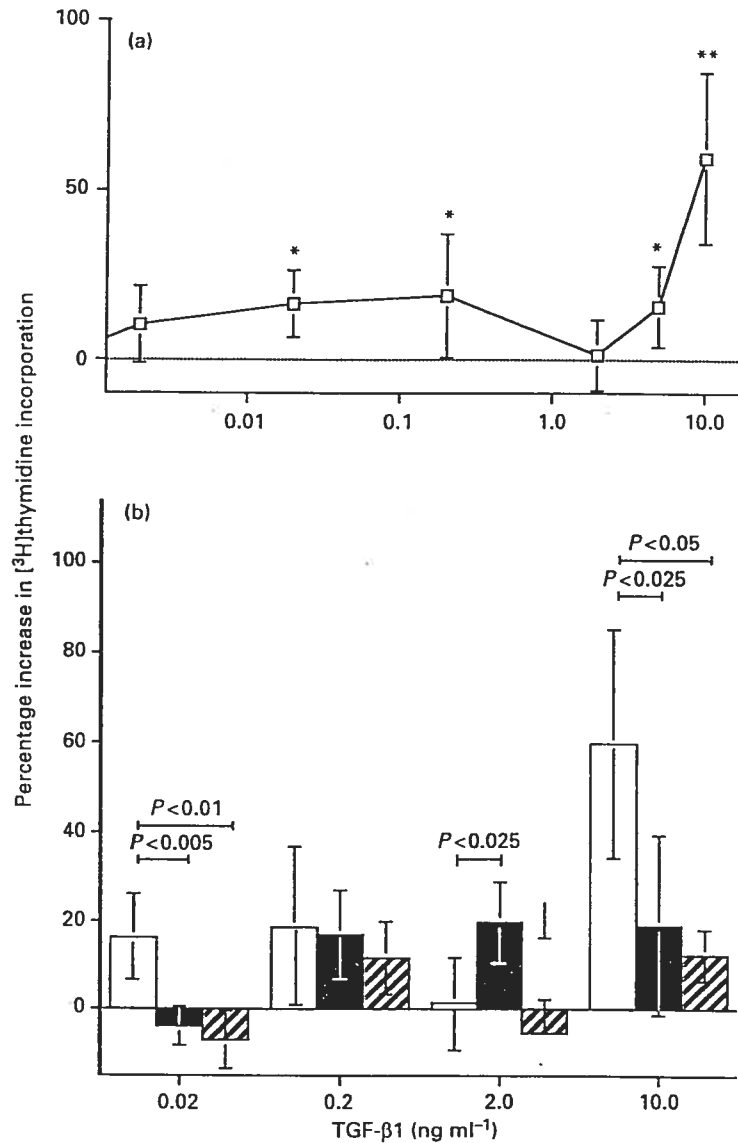 100
(a)
**
50
*
*
*
0
0.01
0.1
1.0
10.0
Percentage increase in [³H]thymidine incorporation
(b)
100
P<0.05
P<0.025
80
60
P<0.01
40
P<0.005
P<0.025
20
0
0.02
0.2
2.0
10.0
TGF-β1 (ng ml⁻¹)